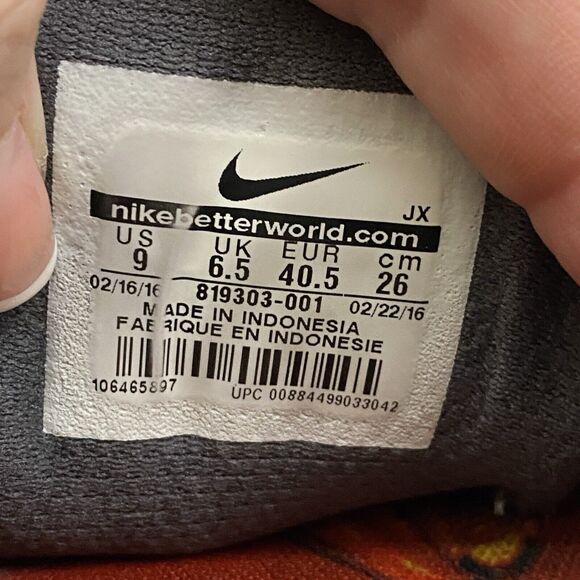 JX
nikebetterworld.com
US UK EUR cm
9 6.5 40.5 26
02/16/16 819303-001 02/22/16
MADE IN INDONESIA
FABRIQUE EN INDONESIE
106465897 UPC 00884499033042